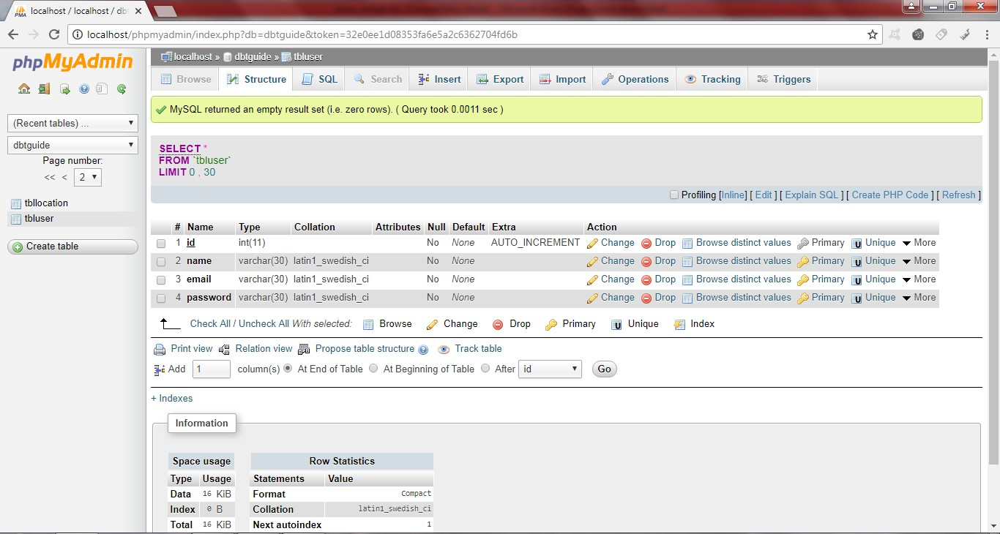 localhost / localhost / dbt
localhost/phpmyadmin/index.php?db=dbtguide&token=32e0ee1d08353fa6e5a2c6362704fd6b
phpMyAdmin
(Recent tables) ...
dbtguide
Page number:
<< < 2
tbllocation
tbluser
Create table
localhost » dbtguide » tbluser
Browse Structure SQL Search Insert Export Import Operations Tracking Triggers
MySQL returned an empty result set (i.e. zero rows). ( Query took 0.0011 sec )
SELECT *
FROM `tbluser`
LIMIT 0 , 30
Profiling [Inline] [ Edit ] [ Explain SQL ] [ Create PHP Code ] [ Refresh ]
# Name Type Collation Attributes Null Default Extra Action
1 id int(11) No None AUTO_INCREMENT Change Drop Browse distinct values Primary Unique More
2 name varchar(30) latin1_swedish_ci No None Change Drop Browse distinct values Primary Unique More
3 email varchar(30) latin1_swedish_ci No None Change Drop Browse distinct values Primary Unique More
4 password varchar(30) latin1_swedish_ci No None Change Drop Browse distinct values Primary Unique More
Check All / Uncheck All With selected: Browse Change Drop Primary Unique Index
Print view Relation view Propose table structure Track table
Add 1 column(s) At End of Table At Beginning of Table After id Go
+ Indexes
Information
Space usage
Type Usage
Data 16 KiB
Index 0 B
Total 16 KiB
Row Statistics
Statements Value
Format Compact
Collation latin1_swedish_ci
Next autoindex 1